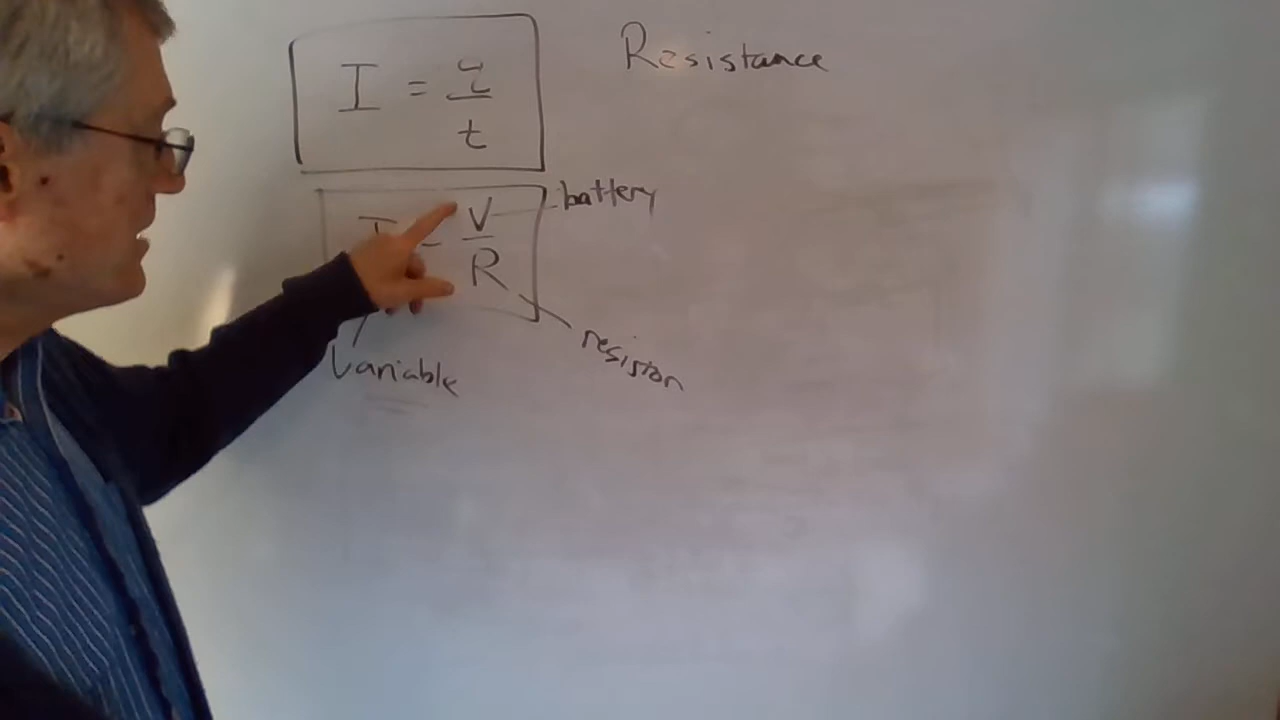 Resistance
I = q/t
I = V/R
battery
resistor
Variable